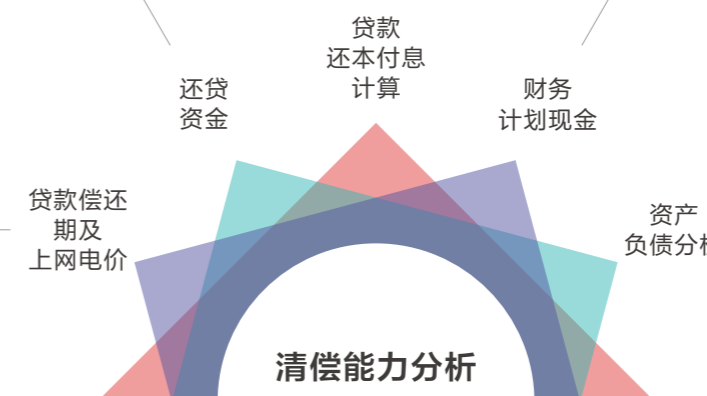 贷款
还本付息
计算
还贷
资金
财务
计划现金
贷款偿还
期及
上网电价
资产
负债分析
清偿能力分析